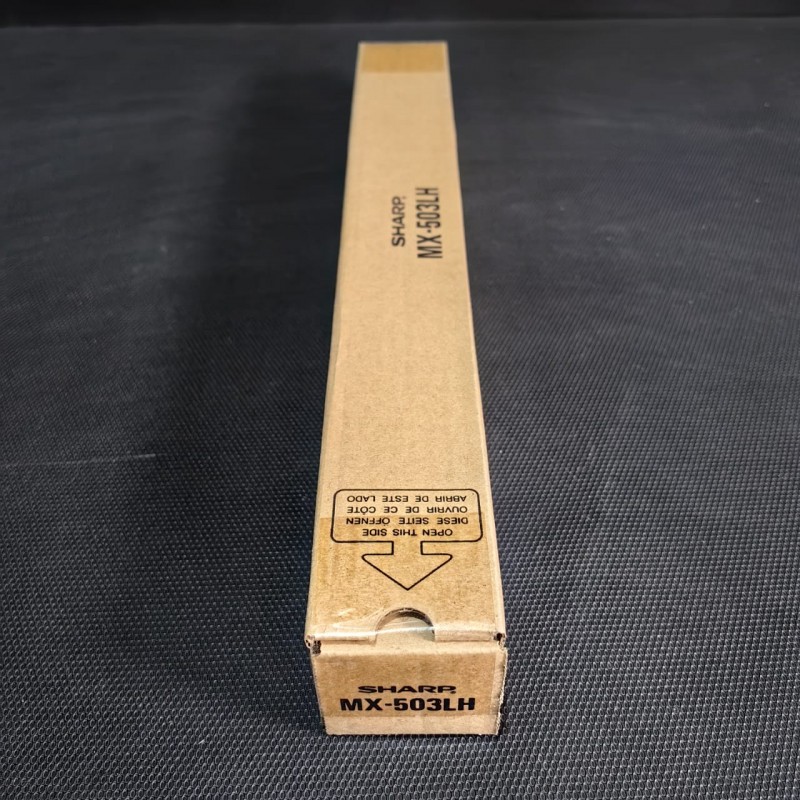 SHARP
MX-503LH
OPEN THIS SIDE
DIESE SEITE ÖFFNEN
OUVRIR DE CE CÔTE
ABRIR DE ESTE LADO
SHARP
MX-503LH